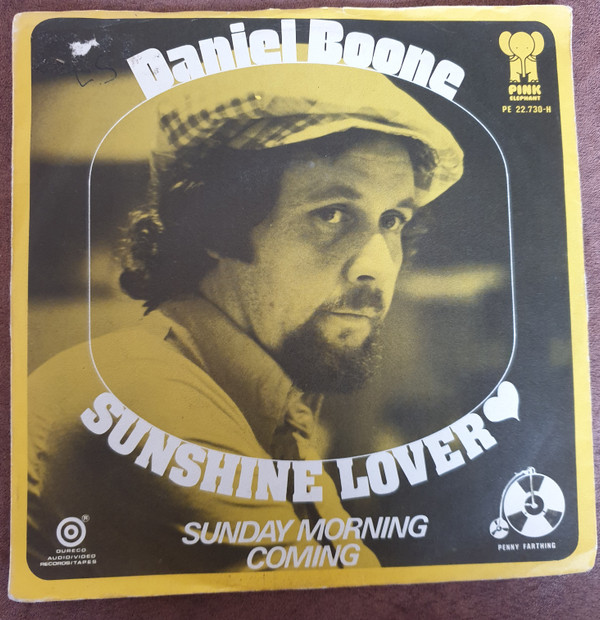 Daniel Boone
PINK
ELEPHANT
PE 22.730-H
SUNSHINE LOVER
SUNDAY MORNING
COMING
DURECO
AUDIO/VIDEO
RECORDS/TAPES
PENNY FARTHING